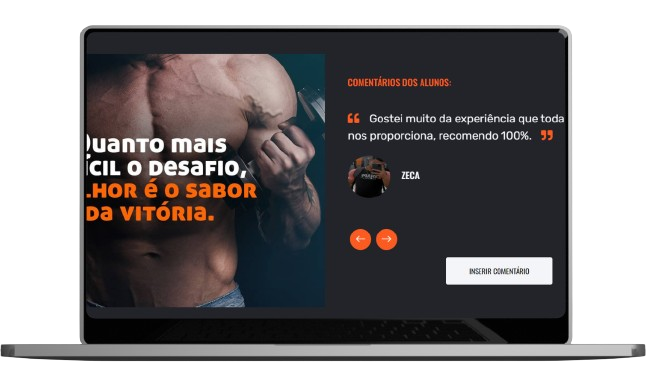 Quanto mais
ÍCIL O DESAFIO,
LHOR É O SABOR
DA VITÓRIA.
COMENTÁRIOS DOS ALUNOS:
“ Gostei muito da experiência que toda
nos proporciona, recomendo 100%. ”
ZECA
INSERIR COMENTÁRIO